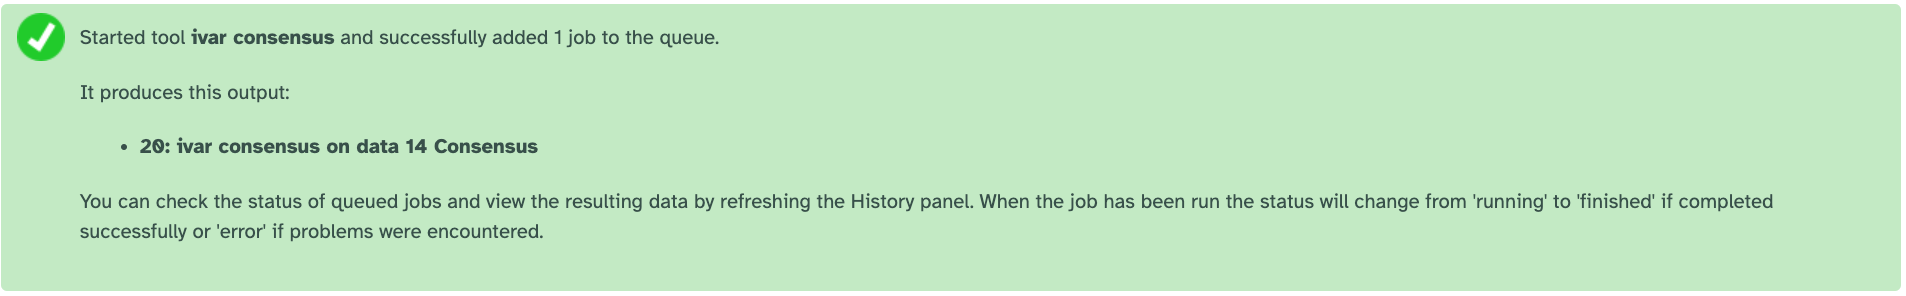 Started tool ivar consensus and successfully added 1 job to the queue.
It produces this output:
• 20: ivar consensus on data 14 Consensus
You can check the status of queued jobs and view the resulting data by refreshing the History panel. When the job has been run the status will change from 'running' to 'finished' if completed
successfully or 'error' if problems were encountered.